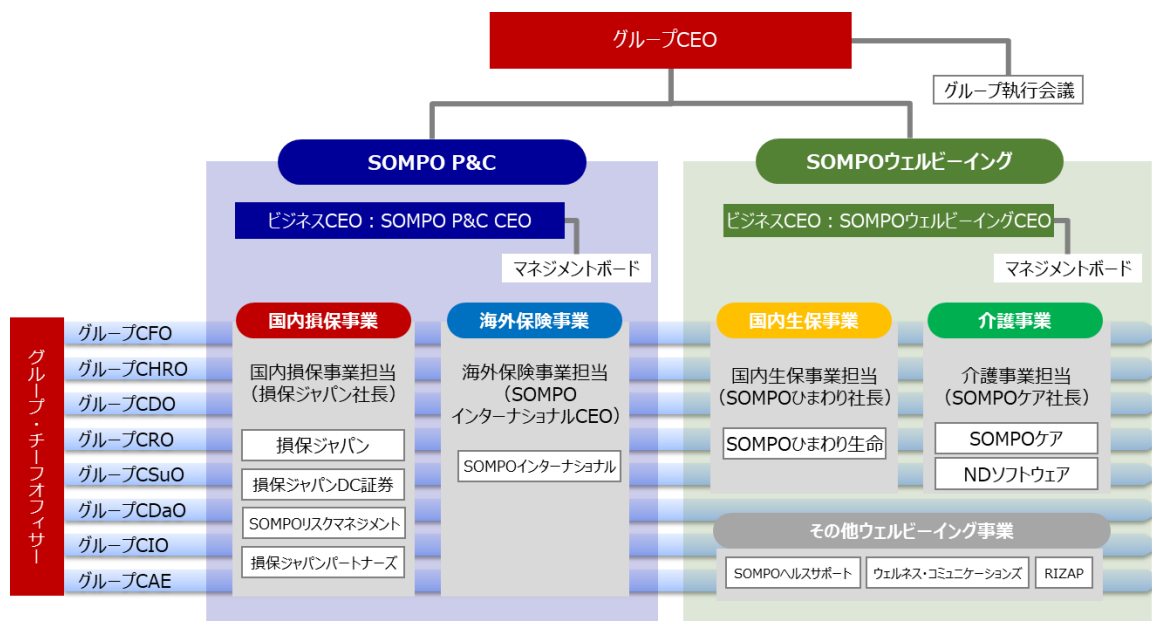 グループCEO
グループ執行会議
SOMPO P&C
SOMPOウェルビーイング
ビジネスCEO：SOMPO P&C CEO
ビジネスCEO：SOMPOウェルビーイングCEO
マネジメントボード
マネジメントボード
グループ・チーフオフィサー
グループCFO
グループCHRO
グループCDO
グループCRO
グループCSuO
グループCDaO
グループCIO
グループCAE
国内損保事業
国内損保事業担当
（損保ジャパン社長）
損保ジャパン
損保ジャパンDC証券
SOMPOリスクマネジメント
損保ジャパンパートナーズ
海外保険事業
海外保険事業担当
（SOMPO
インターナショナルCEO）
SOMPOインターナショナル
国内生保事業
国内生保事業担当
（SOMPOひまわり社長）
SOMPOひまわり生命
介護事業
介護事業担当
（SOMPOケア社長）
SOMPOケア
NDソフトウェア
その他ウェルビーイング事業
SOMPOヘルスサポート
ウェルネス・コミュニケーションズ
RIZAP